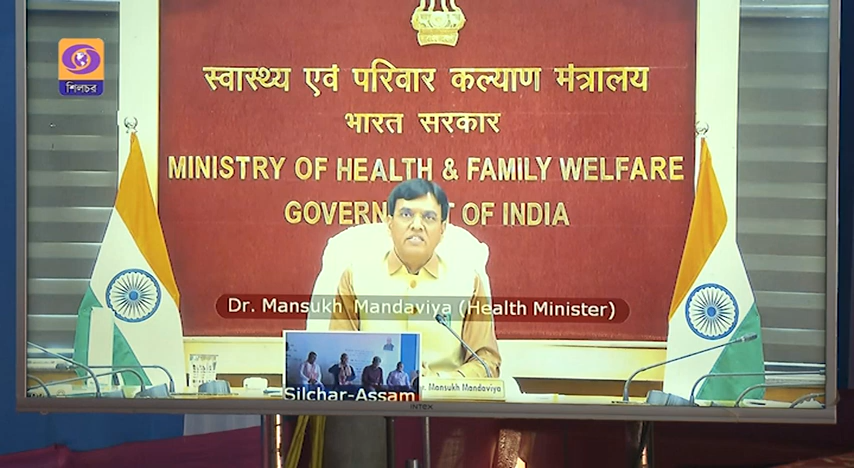 শিলচর
स्वास्थ्य एवं परिवार कल्याण मंत्रालय
भारत सरकार
MINISTRY OF HEALTH & FAMILY WELFARE
GOVERNMENT OF INDIA
Dr. Mansukh Mandaviya (Health Minister)
Silchar-Assam
Dr. Mansukh Mandaviya
INTEX